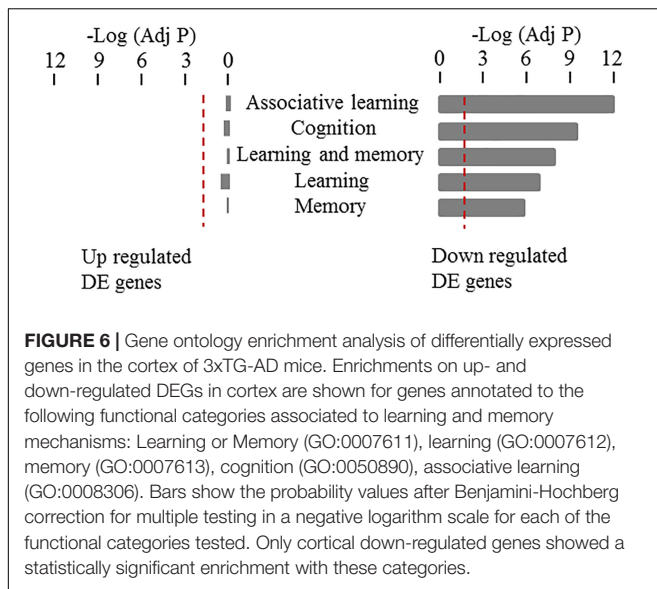 -Log (Adj P) -Log (Adj P)
12 9 6 3 0 0 3 6 9 12
Associative learning
Cognition
Learning and memory
Learning
Memory
Up regulated Down regulated
DE genes DE genes
FIGURE 6 | Gene ontology enrichment analysis of differentially expressed
genes in the cortex of 3xTG-AD mice. Enrichments on up- and
down-regulated DEGs in cortex are shown for genes annotated to the
following functional categories associated to learning and memory
mechanisms: Learning or Memory (GO:0007611), learning (GO:0007612),
memory (GO:0007613), cognition (GO:0050890), associative learning
(GO:0008306). Bars show the probability values after Benjamini-Hochberg
correction for multiple testing in a negative logarithm scale for each of the
functional categories tested. Only cortical down-regulated genes showed a
statistically significant enrichment with these categories.